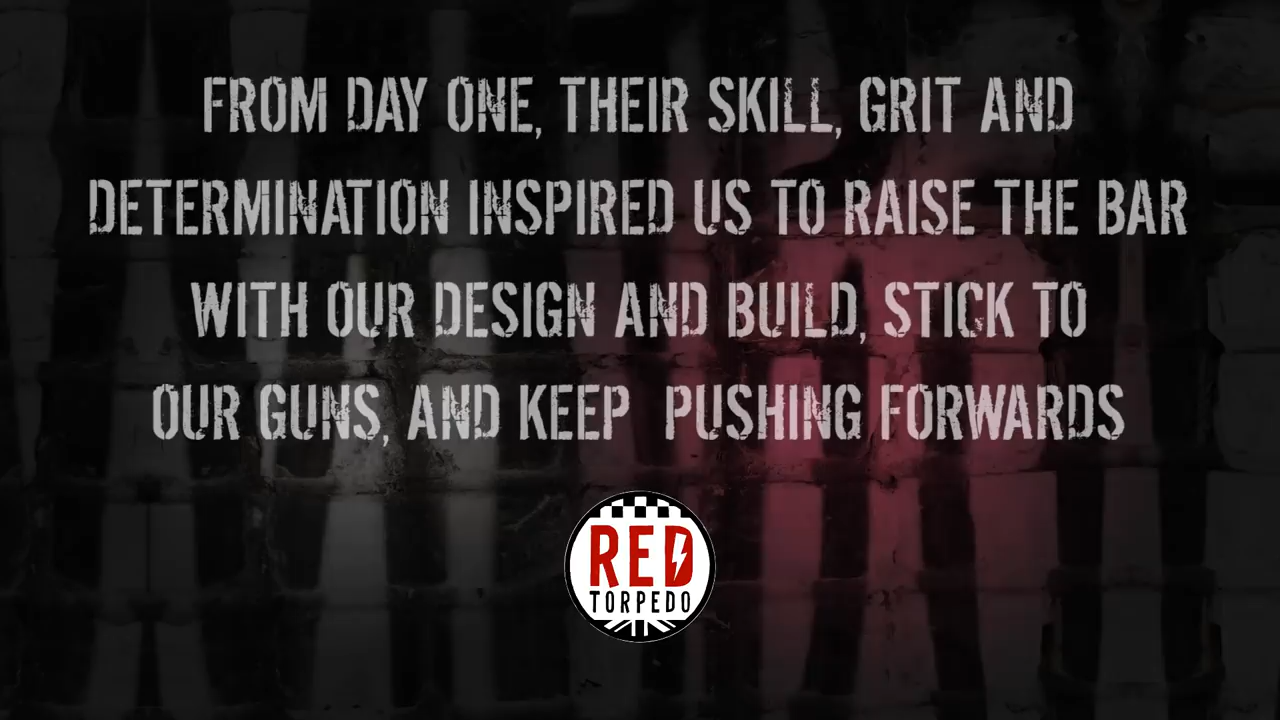 FROM DAY ONE, THEIR SKILL, GRIT AND
DETERMINATION INSPIRED US TO RAISE THE BAR
WITH OUR DESIGN AND BUILD, STICK TO
OUR GUNS, AND KEEP PUSHING FORWARDS
RED
TORPEDO